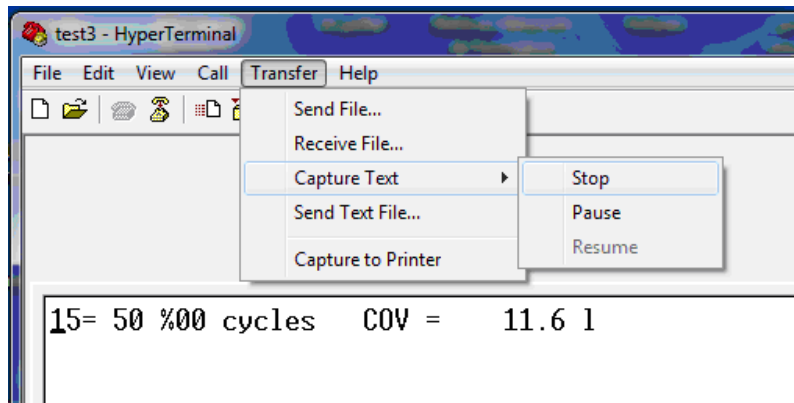 test3 - HyperTerminal
File Edit View Call Transfer Help
Send File...
Receive File...
Capture Text
Stop
Send Text File...
Pause
Resume
Capture to Printer
15= 50 %00 cycles COV = 11.6 l